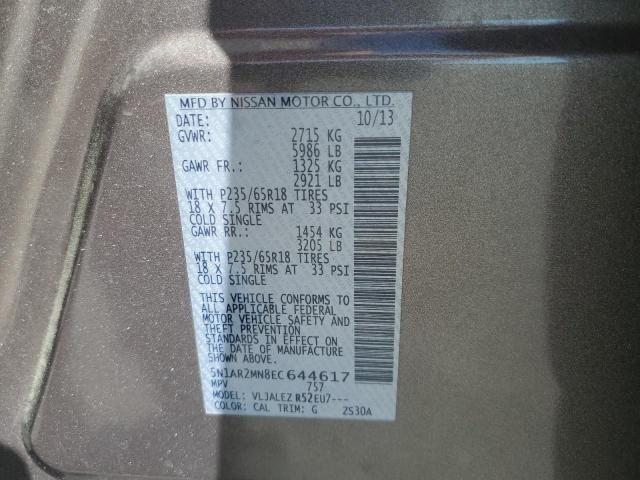 MFD BY NISSAN MOTOR CO., LTD.
DATE: 10/13
GVWR: 2715 KG
5986 LB
GAWR FR.: 1325 KG
2921 LB
WITH P235/65R18 TIRES
18 X 7.5 RIMS AT 33 PSI
COLD SINGLE
GAWR RR.: 1454 KG
3205 LB
WITH P235/65R18 TIRES
18 X 7.5 RIMS AT 33 PSI
COLD SINGLE
THIS VEHICLE CONFORMS TO
ALL APPLICABLE FEDERAL
MOTOR VEHICLE SAFETY AND
THEFT PREVENTION
STANDARDS IN EFFECT ON
THE DATE OF MANUFACTURE
SHOWN ABOVE.
5N1AR2MN8EC644617
MPV 757
MODEL: VLJALEZ R52EU7---
COLOR: CAL TRIM: G 2S30A